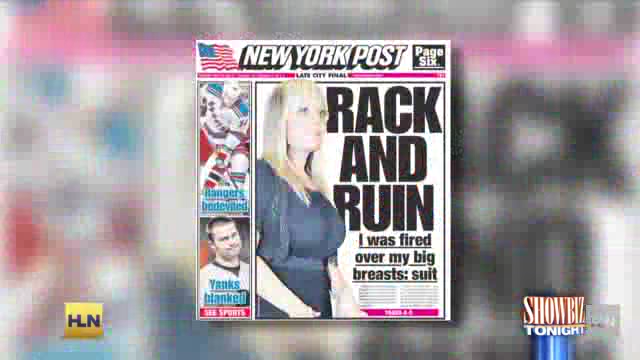 NEW YORK POST
Page
Six
LATE CITY FINAL
RACK
AND
RUIN
I was fired
over my big
breasts: suit
Rangers
bedeviled
Yanks
blanked
SEE SPORTS
HLN
SHOWBIZ
TONIGHT